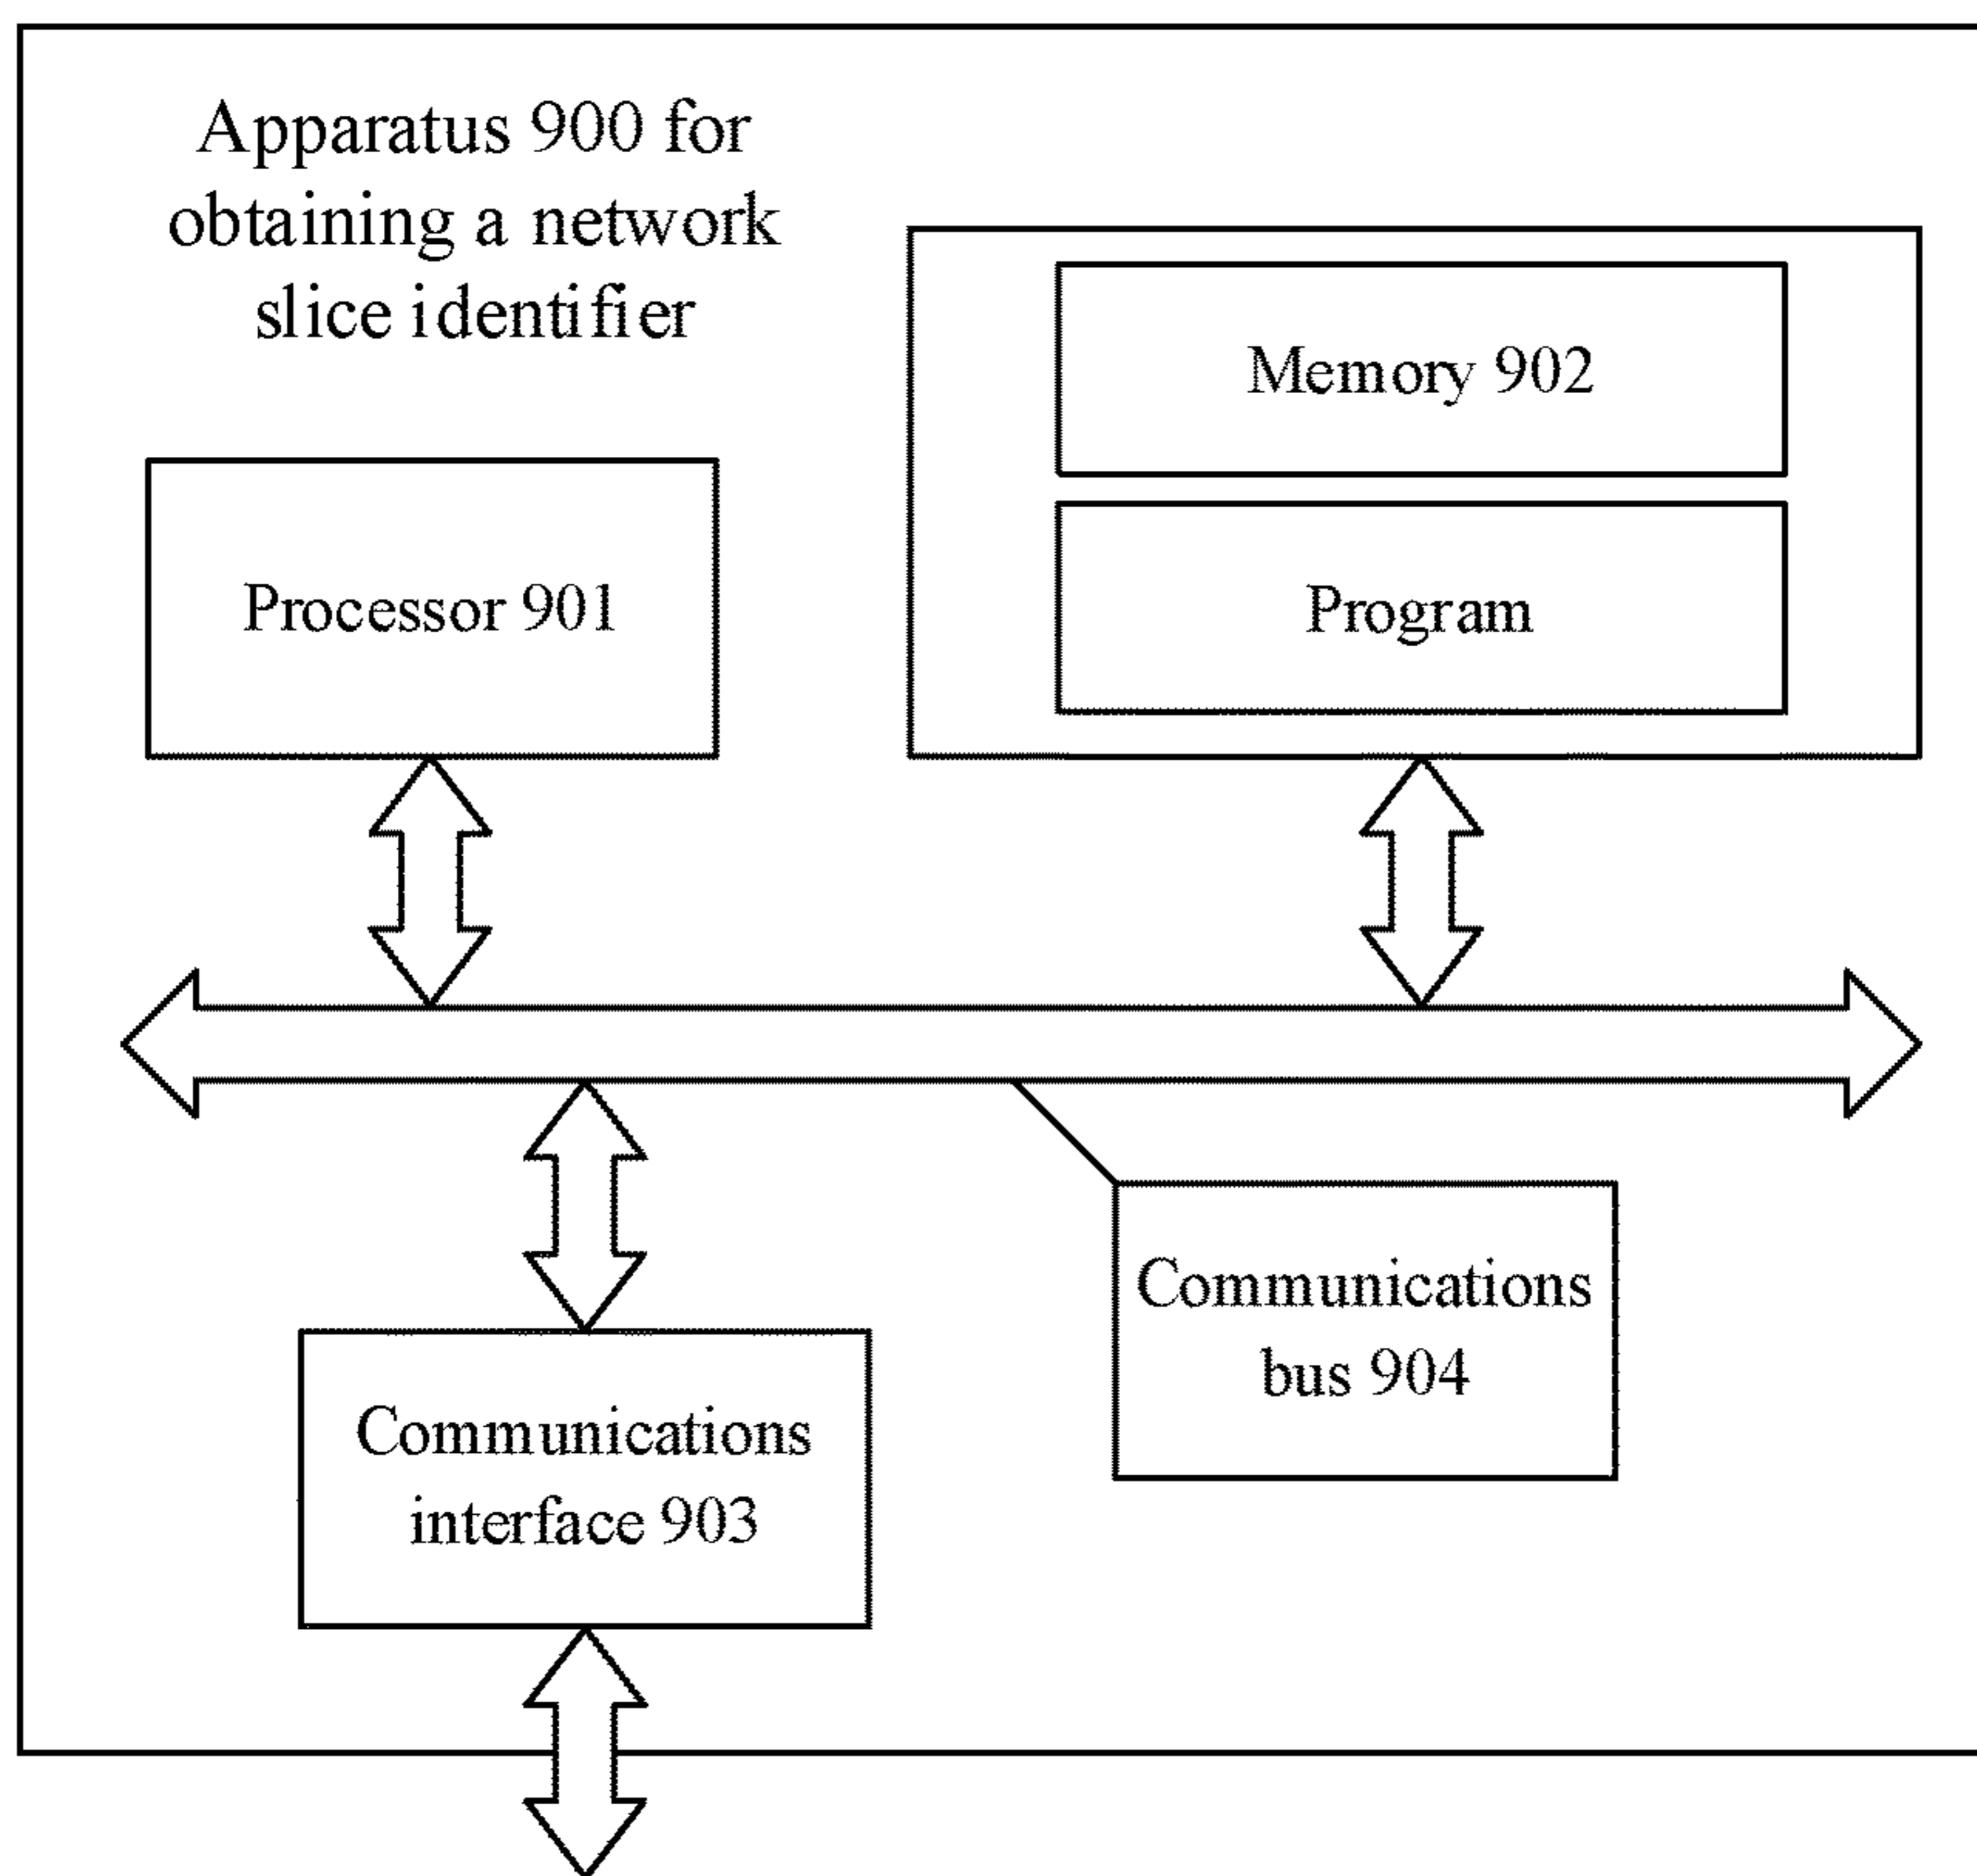 Apparatus 900 for
obtaining a network
slice identifier
Memory 902
Processor 901
Program
Communications
bus 904
Communications
interface 903